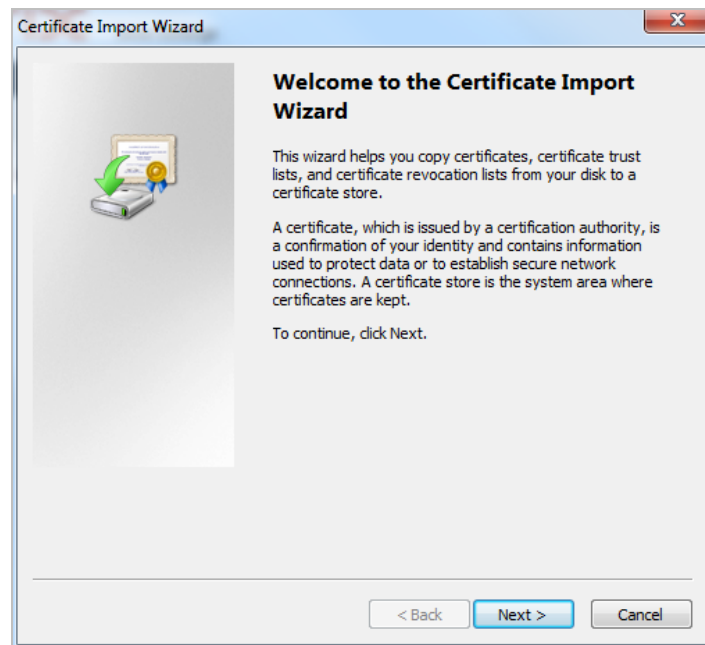 Certificate Import Wizard
Welcome to the Certificate Import
Wizard
This wizard helps you copy certificates, certificate trust
lists, and certificate revocation lists from your disk to a
certificate store.
A certificate, which is issued by a certification authority, is
a confirmation of your identity and contains information
used to protect data or to establish secure network
connections. A certificate store is the system area where
certificates are kept.
To continue, click Next.
< Back Next > Cancel